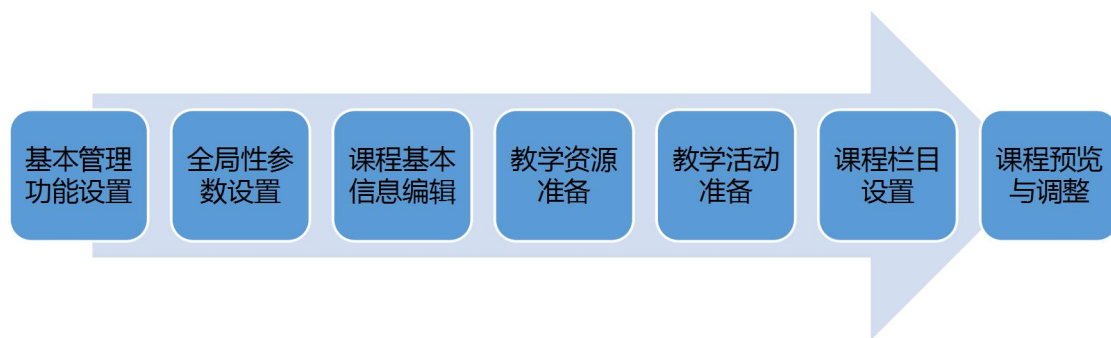 基本管理
功能设置
全局性参
数设置
课程基本
信息编辑
教学资源
准备
教学活动
准备
课程栏目
设置
课程预览
与调整